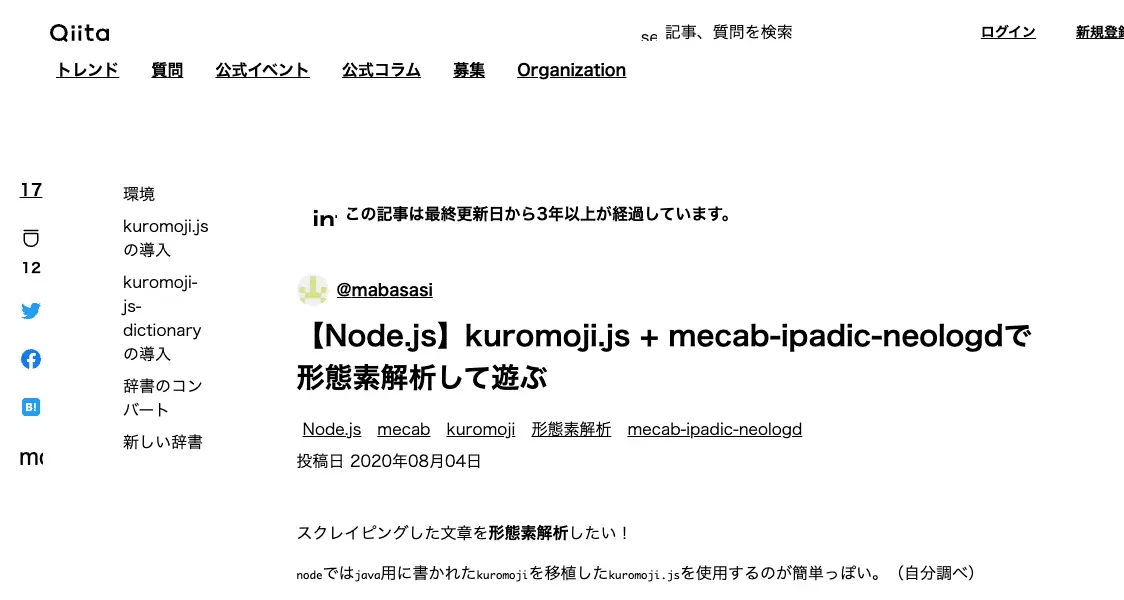 Qiita
記事、質問を検索
ログイン
新規登録
トレンド 質問 公式イベント 公式コラム 募集 Organization
17
12
環境
kuromoji.js
の導入
kuromoji-
js-
dictionary
の導入
辞書のコン
バート
新しい辞書
この記事は最終更新日から3年以上が経過しています。
@mabasasi
【Node.js】kuromoji.js + mecab-ipadic-neologdで
形態素解析して遊ぶ
Node.js mecab kuromoji 形態素解析 mecab-ipadic-neologd
投稿日 2020年08月04日
スクレイピングした文章を形態素解析したい！
nodeではjava用に書かれたkuromojiを移植したkuromoji.jsを使用するのが簡単っぽい。（自分調べ）